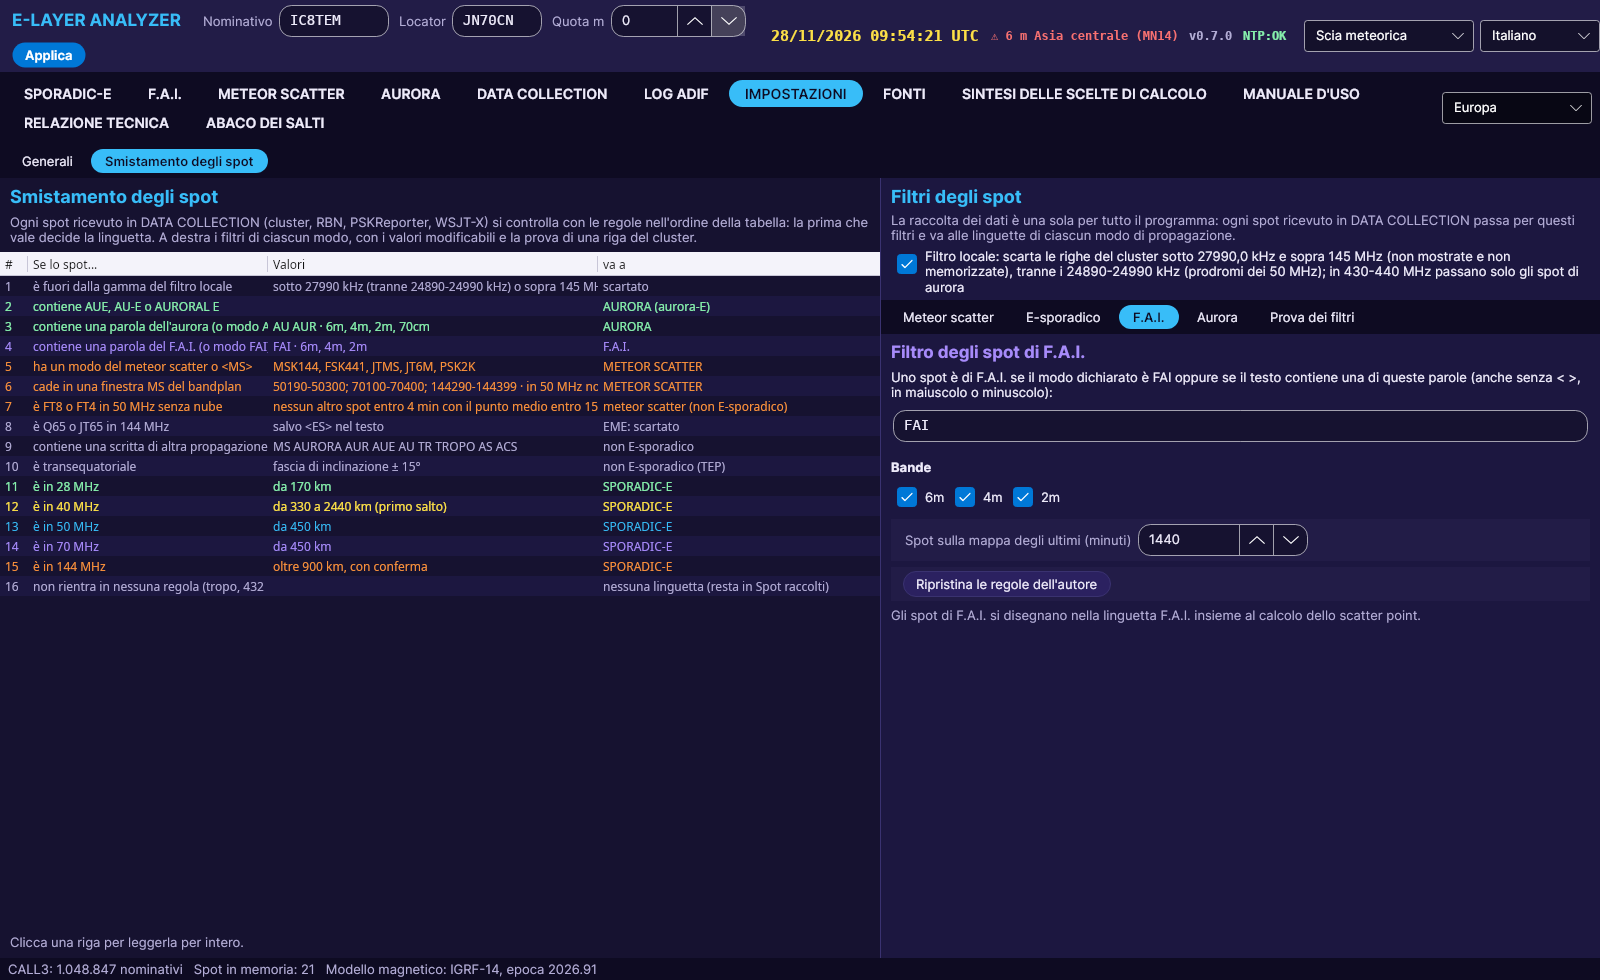 E-LAYER ANALYZER
Nominativo IC8TEM Locator JN70CN Quota m 0
Applica
28/11/2026 09:54:21 UTC ⚠ 6 m Asia centrale (MN14) v0.7.0 NTP:OK
Scia meteorica
Italiano
SPORADIC-E F.A.I. METEOR SCATTER AURORA DATA COLLECTION LOG ADIF IMPOSTAZIONI FONTI SINTESI DELLE SCELTE DI CALCOLO MANUALE D'USO
RELAZIONE TECNICA ABACO DEI SALTI
Europa
Generali Smistamento degli spot
Smistamento degli spot
Ogni spot ricevuto in DATA COLLECTION (cluster, RBN, PSKReporter, WSJT-X) si controlla con le regole nell'ordine della tabella: la prima che
vale decide la linguetta. A destra i filtri di ciascun modo, con i valori modificabili e la prova di una riga del cluster.
# Se lo spot... Valori va a
1 è fuori dalla gamma del filtro locale sotto 27990 kHz (tranne 24890-24990 kHz) o sopra 145 MH scartato
2 contiene AUE, AU-E o AURORAL E AURORA (aurora-E)
3 contiene una parola dell'aurora (o modo A AU AUR · 6m, 4m, 2m, 70cm AURORA
4 contiene una parola del F.A.I. (o modo FAI FAI · 6m, 4m, 2m F.A.I.
5 ha un modo del meteor scatter o <MS> MSK144, FSK441, JTMS, JT6M, PSK2K METEOR SCATTER
6 cade in una finestra MS del bandplan 50190-50300; 70100-70400; 144290-144399 · in 50 MHz no METEOR SCATTER
7 è FT8 o FT4 in 50 MHz senza nube nessun altro spot entro 4 min con il punto medio entro 15 meteor scatter (non E-sporadico)
8 è Q65 o JT65 in 144 MHz salvo <ES> nel testo EME: scartato
9 contiene una scritta di altra propagazione MS AURORA AUR AUE AU TR TROPO AS ACS non E-sporadico
10 è transequatoriale fascia di inclinazione ± 15° non E-sporadico (TEP)
11 è in 28 MHz da 170 km SPORADIC-E
12 è in 40 MHz da 330 a 2440 km (primo salto) SPORADIC-E
13 è in 50 MHz da 450 km SPORADIC-E
14 è in 70 MHz da 450 km SPORADIC-E
15 è in 144 MHz oltre 900 km, con conferma SPORADIC-E
16 non rientra in nessuna regola (tropo, 432 nessuna linguetta (resta in Spot raccolti)
Clicca una riga per leggerla per intero.
Filtri degli spot
La raccolta dei dati è una sola per tutto il programma: ogni spot ricevuto in DATA COLLECTION passa per questi
filtri e va alle linguette di ciascun modo di propagazione.
Filtro locale: scarta le righe del cluster sotto 27990,0 kHz e sopra 145 MHz (non mostrate e non
memorizzate), tranne i 24890-24990 kHz (prodromi dei 50 MHz); in 430-440 MHz passano solo gli spot di
aurora
Meteor scatter E-sporadico F.A.I. Aurora Prova dei filtri
Filtro degli spot di F.A.I.
Uno spot è di F.A.I. se il modo dichiarato è FAI oppure se il testo contiene una di queste parole (anche senza < >,
in maiuscolo o minuscolo):
FAI
Bande
6m 4m 2m
Spot sulla mappa degli ultimi (minuti) 1440
Ripristina le regole dell'autore
Gli spot di F.A.I. si disegnano nella linguetta F.A.I. insieme al calcolo dello scatter point.
CALL3: 1.048.847 nominativi Spot in memoria: 21 Modello magnetico: IGRF-14, epoca 2026.91